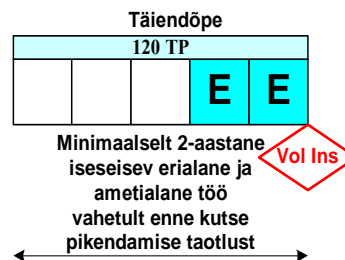 Täiendõpe
120 TP
E E
Minimaalselt 2-aastane
iseseisev erialane ja
ametialane töö
vahetult enne kutse
pikendamise taotlust
Vol Ins